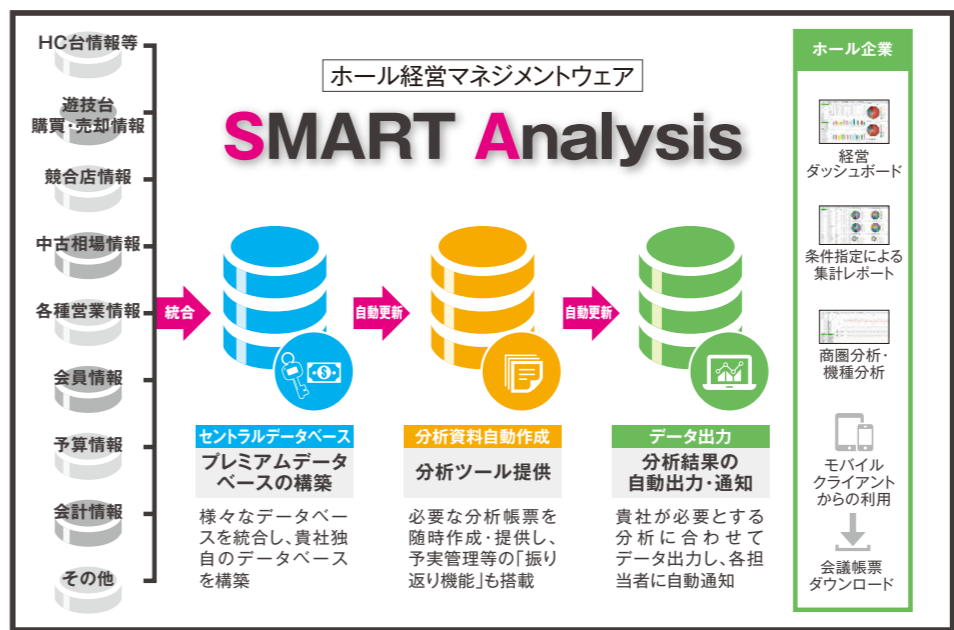 HC台情報等
遊技台
購買・売却情報
競合店情報
中古相場情報
各種営業情報
会員情報
予算情報
会計情報
その他
ホール経営マネジメントウェア
SMART Analysis
統合
自動更新
自動更新
セントラルデータベース
プレミアムデータ
ベースの構築
様々なデータベー
スを統合し、貴社独
自のデータベース
を構築
分析資料自動作成
分析ツール提供
必要な分析帳票を
随時作成・提供し、
予実管理等の「振り
返り機能」も搭載
データ出力
分析結果の
自動出力・通知
貴社が必要とする
分析に合わせて
データ出力し、各担
当者に自動通知
ホール企業
経営
ダッシュボード
条件指定による
集計レポート
商圏分析・
機種分析
モバイル
クライアント
からの利用
会議帳票
ダウンロード